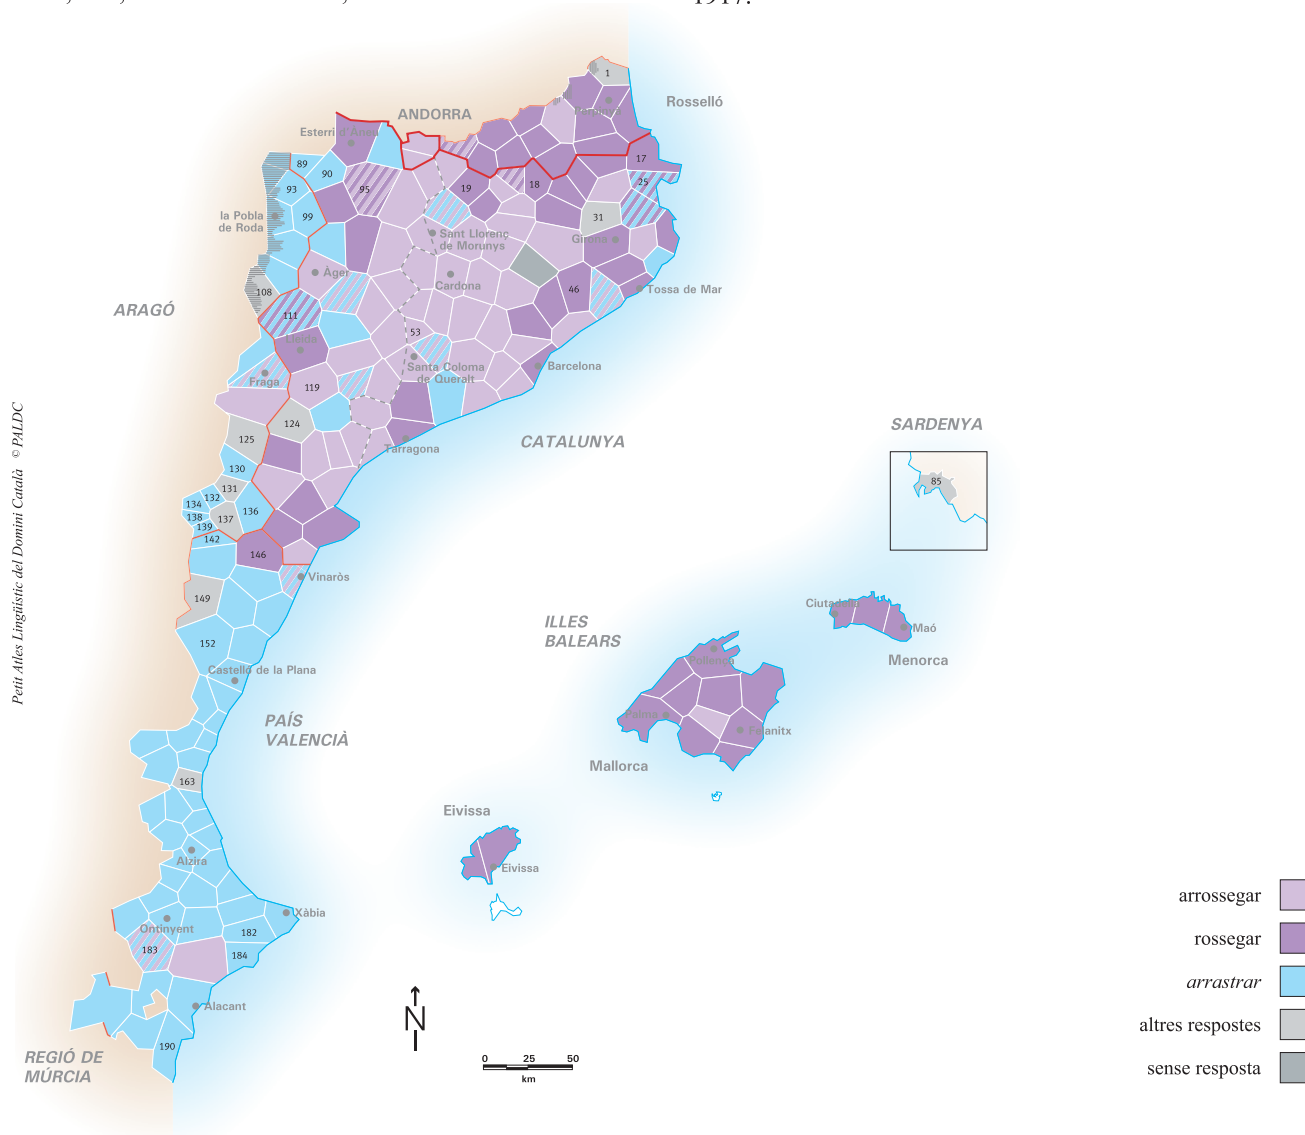 1917.
Rosselló
ANDORRA
1
Perpinyà
Esterri d'Àneu
17
89
90
93
95
99
19
18
25
31
la Pobla
de Roda
Sant Llorenç
de Morunys
Girona
Àger
Cardona
108
46
Tossa de Mar
ARAGÓ
111
53
Lleida
Santa Coloma
de Queralt
Barcelona
Fraga
119
124
125
CATALUNYA
Tarragona
SARDENYA
85
130
131
132
134
136
137
138
139
142
146
Vinaròs
149
152
Castelló de la Plana
PAÍS
VALENCIÀ
ILLES
BALEARS
Ciutadella
Maó
Menorca
Pollença
Palma
Felanitx
Mallorca
163
Eivissa
Eivissa
Alzira
Xàbia
Ontinyent
182
183
184
Alacant
190
REGIÓ DE
MÚRCIA
N
0 25 50
km
arrossegar
rossegar
arrastrar
altres respostes
sense resposta
Petit Atles Lingüístic del Domini Català © PALDC